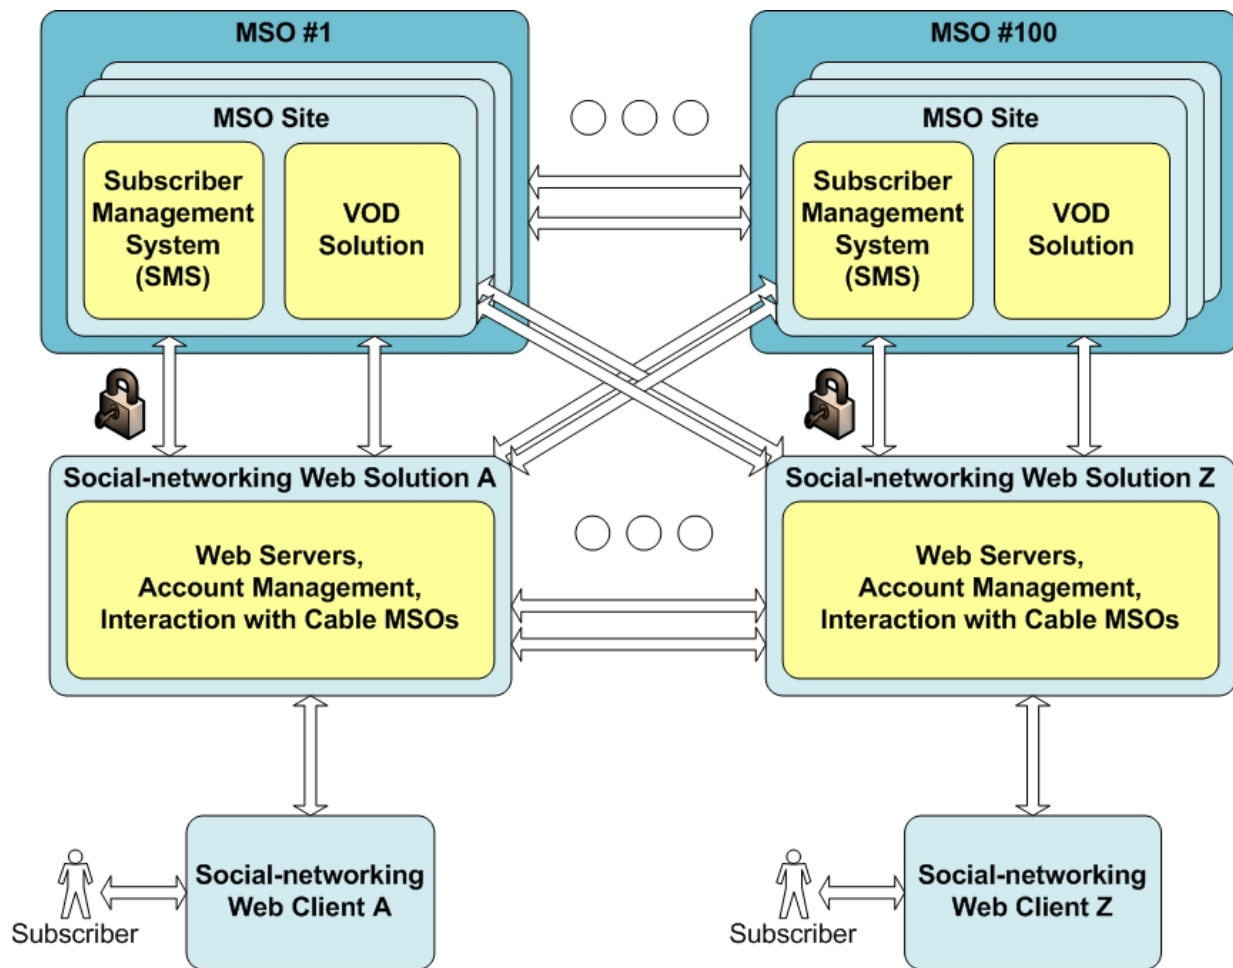 MSO #1
MSO #100
MSO Site
Subscriber
Management
System
(SMS)
VOD
Solution
MSO Site
Subscriber
Management
System
(SMS)
VOD
Solution
Social-networking Web Solution A
Web Servers,
Account Management,
Interaction with Cable MSOs
Social-networking Web Solution Z
Web Servers,
Account Management,
Interaction with Cable MSOs
Subscriber
Social-networking
Web Client A
Subscriber
Social-networking
Web Client Z